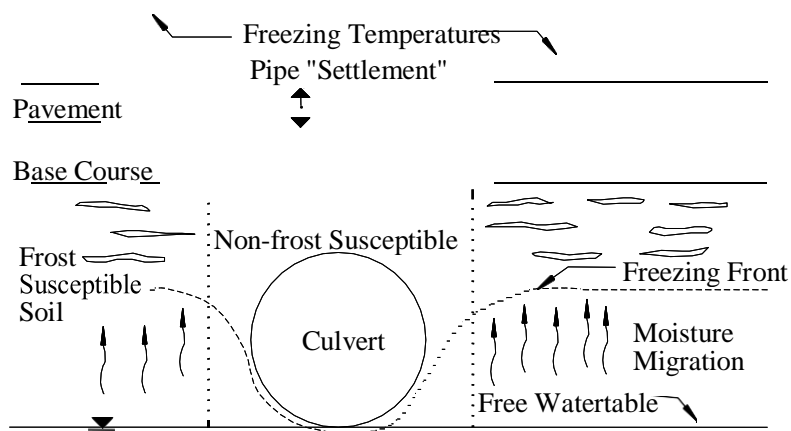 Freezing Temperatures
Pipe "Settlement"
Pavement
Base Course
Non-frost Susceptible
Frost
Susceptible
Soil
Freezing Front
Culvert
Moisture
Migration
Free Watertable